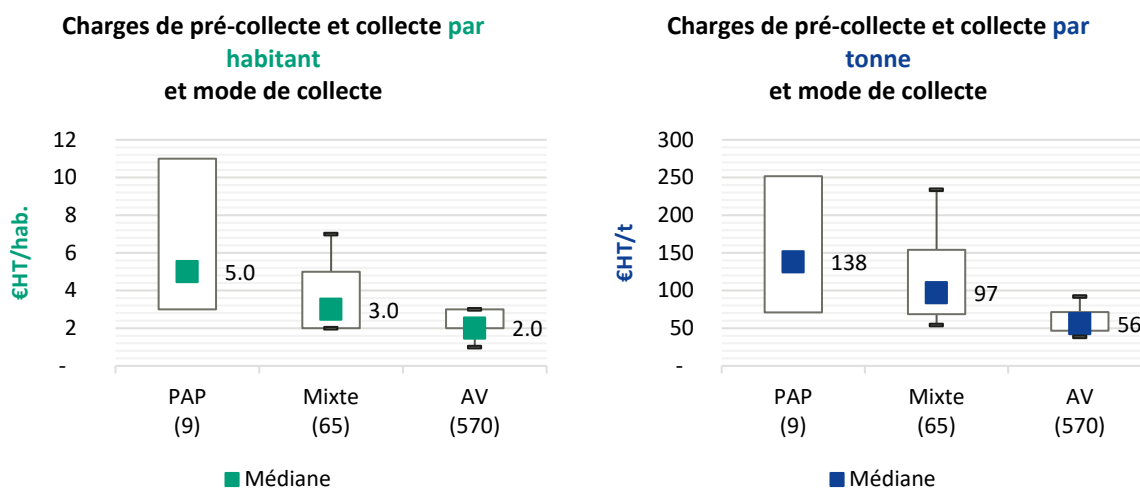 Charges de pré-collecte et collecte par
habitant
et mode de collecte
12
10
8
6
4
2
-
€HT/hab.
5.0
3.0
2.0
PAP
(9)
Mixte
(65)
AV
(570)
Médiane
Charges de pré-collecte et collecte par
tonne
et mode de collecte
300
250
200
150
100
50
-
€HT/t
138
97
56
PAP
(9)
Mixte
(65)
AV
(570)
Médiane